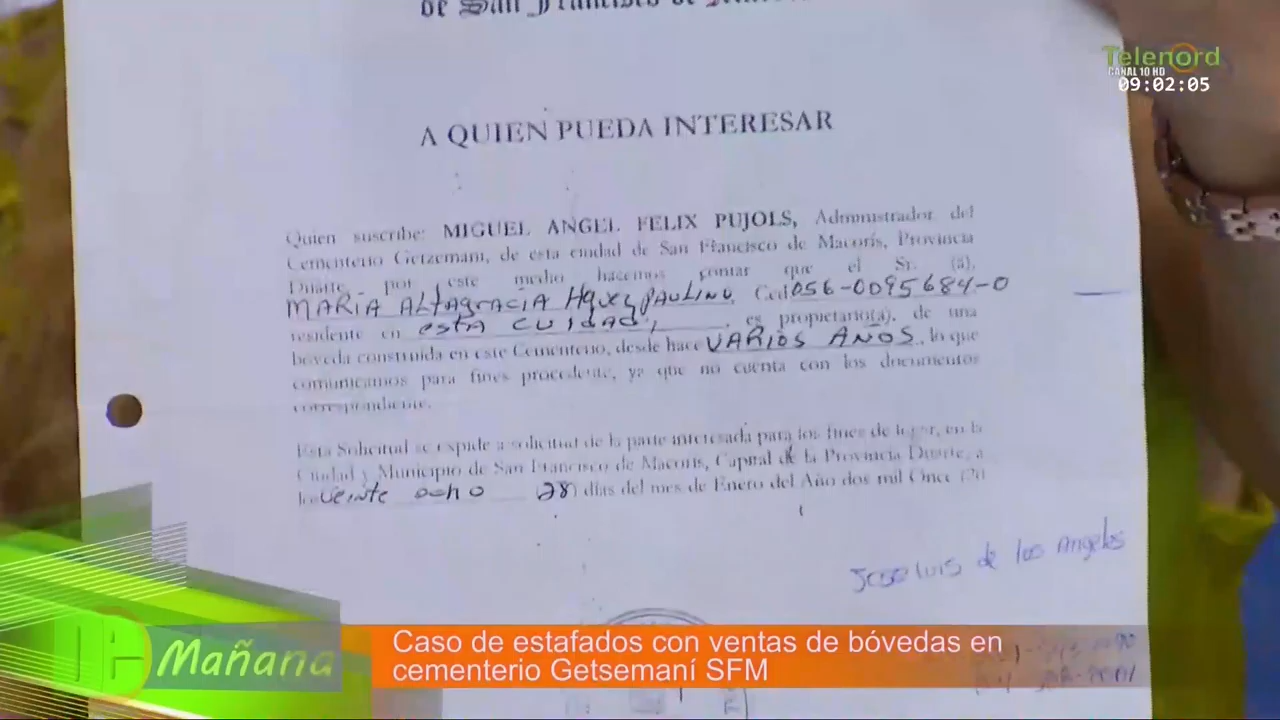 de San Francisco de
Telenord
CANAL 10 HD
09:02:05
A QUIEN PUEDA INTERESAR
Quien suscribe: MIGUEL ANGEL FELIX PUJOLS, Administrador del
Cementerio Getzemani, de esta ciudad de San Francisco de Macorís, Provincia
Duarte, por este medio hacemos contar que el Sr. (a),
MARIA ALTAGRACIA PAULINO, Ced 056-0095684-0
residente en esta CUIDAD, es propietario(a), de una
boveda construida en este Cementerio, desde hace VARIOS AÑOS, lo que
comunicamos para fines procedente, ya que no cuenta con los documentos
correspondiente.
Esta Solicitud se expide a solicitud de la parte interesada para los fines de lugar, en la
Ciudad y Municipio de San Francisco de Macorís, Capital de la Provincia Duarte, a
los veinte ocho 28) días del mes de Enero del Año dos mil Once (20
Jose Luis de los Angeles
Mañana
Caso de estafados con ventas de bóvedas en
cementerio Getsemaní SFM